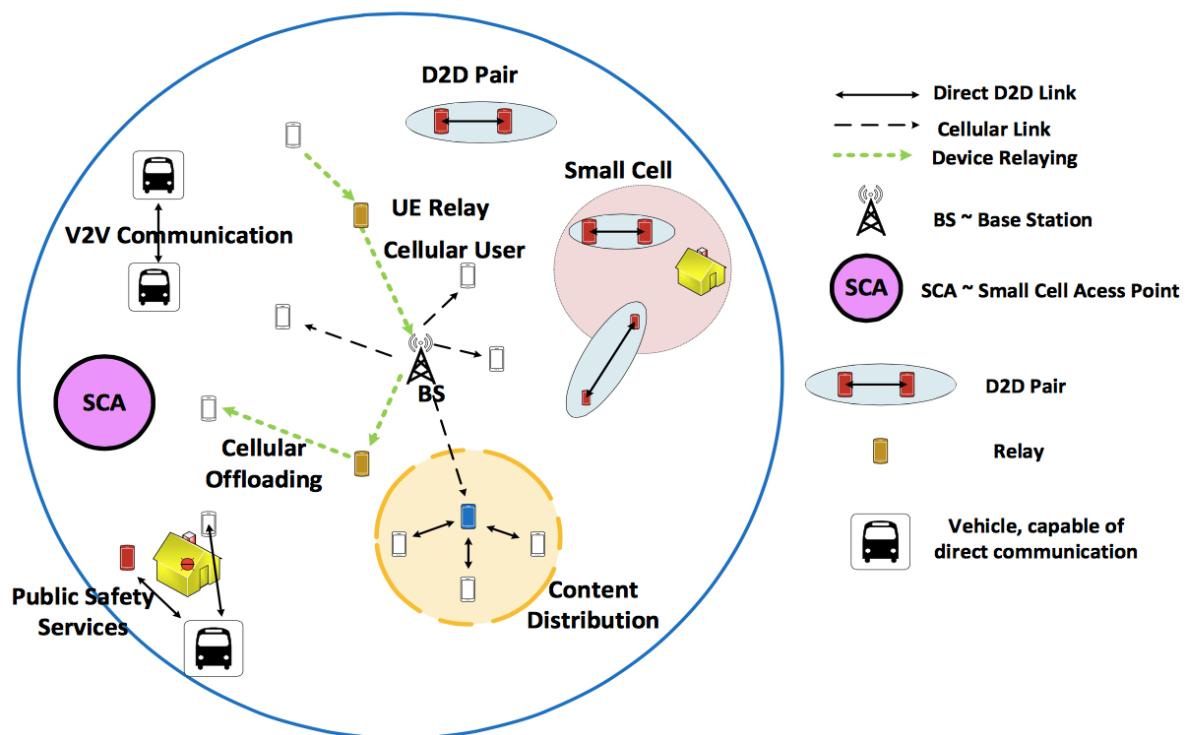 D2D Pair
Small Cell
UE Relay
Cellular User
V2V Communication
BS
SCA
Cellular
Offloading
Public Safety
Services
Content
Distribution
Direct D2D Link
Cellular Link
Device Relaying
BS ~ Base Station
SCA
SCA ~ Small Cell Acess Point
D2D Pair
Relay
Vehicle, capable of
direct communication